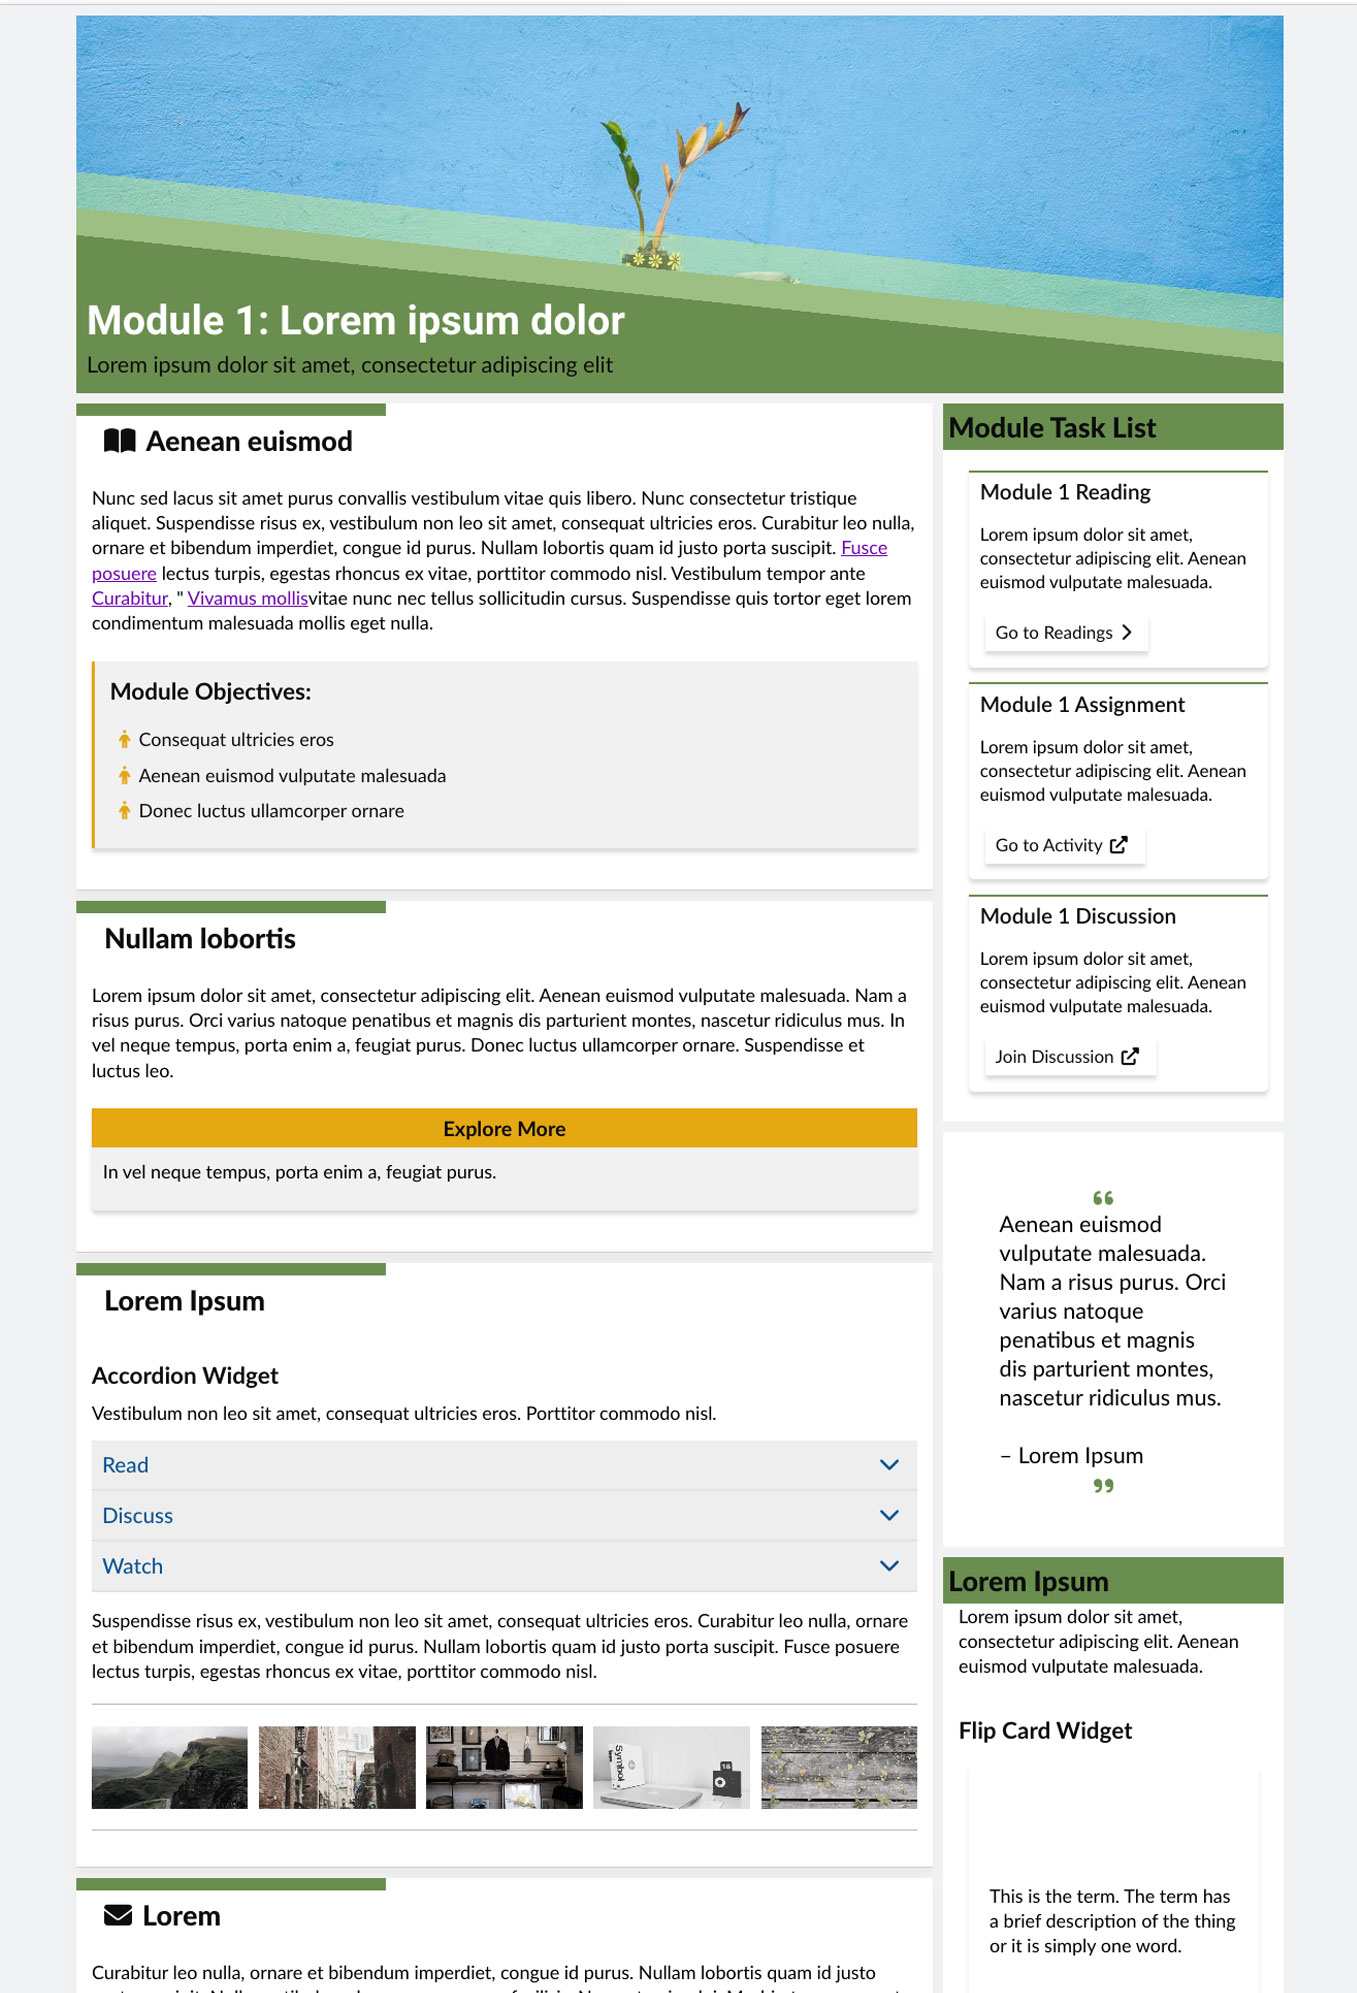 Module 1: Lorem ipsum dolor
Lorem ipsum dolor sit amet, consectetur adipiscing elit
Aenean euismod
Nunc sed lacus sit amet purus convallis vestibulum vitae quis libero. Nunc consectetur tristique
aliquet. Suspendisse risus ex, vestibulum non leo sit amet, consequat ultricies eros. Curabitur leo nulla,
ornare et bibendum imperdiet, congue id purus. Nullam lobortis quam id justo porta suscipit. Fusce
posuere lectus turpis, egestas rhoncus ex vitae, porttitor commodo nisl. Vestibulum tempor ante
Curabitur, " Vivamus mollisvitae nunc nec tellus sollicitudin cursus. Suspendisse quis tortor eget lorem
condimentum malesuada mollis eget nulla.
Module Objectives:
Consequat ultricies eros
Aenean euismod vulputate malesuada
Donec luctus ullamcorper ornare
Nullam lobortis
Lorem ipsum dolor sit amet, consectetur adipiscing elit. Aenean euismod vulputate malesuada. Nam a
risus purus. Orci varius natoque penatibus et magnis dis parturient montes, nascetur ridiculus mus. In
vel neque tempus, porta enim a, feugiat purus. Donec luctus ullamcorper ornare. Suspendisse et
luctus leo.
Explore More
In vel neque tempus, porta enim a, feugiat purus.
Lorem Ipsum
Accordion Widget
Vestibulum non leo sit amet, consequat ultricies eros. Porttitor commodo nisl.
Read
Discuss
Watch
Suspendisse risus ex, vestibulum non leo sit amet, consequat ultricies eros. Curabitur leo nulla, ornare
et bibendum imperdiet, congue id purus. Nullam lobortis quam id justo porta suscipit. Fusce posuere
lectus turpis, egestas rhoncus ex vitae, porttitor commodo nisl.
Symbol
18
Lorem
Curabitur leo nulla, ornare et bibendum imperdiet, congue id purus. Nullam lobortis quam id justo
Module Task List
Module 1 Reading
Lorem ipsum dolor sit amet,
consectetur adipiscing elit. Aenean
euismod vulputate malesuada.
Go to Readings
Module 1 Assignment
Lorem ipsum dolor sit amet,
consectetur adipiscing elit. Aenean
euismod vulputate malesuada.
Go to Activity
Module 1 Discussion
Lorem ipsum dolor sit amet,
consectetur adipiscing elit. Aenean
euismod vulputate malesuada.
Join Discussion
“
Aenean euismod
vulputate malesuada.
Nam a risus purus. Orci
varius natoque
penatibus et magnis
dis parturient montes,
nascetur ridiculus mus.
– Lorem Ipsum
”
Lorem Ipsum
Lorem ipsum dolor sit amet,
consectetur adipiscing elit. Aenean
euismod vulputate malesuada.
Flip Card Widget
This is the term. The term has
a brief description of the thing
or it is simply one word.